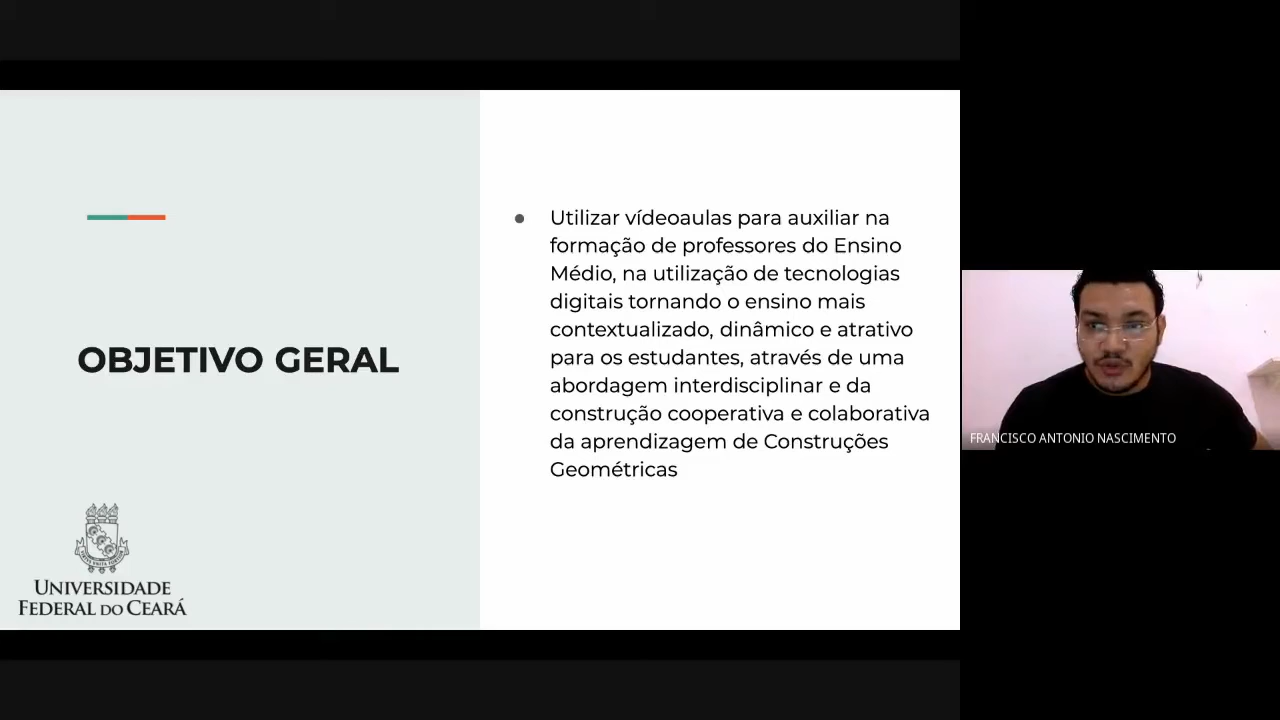 OBJETIVO GERAL
Utilizar vídeoaulas para auxiliar na
formação de professores do Ensino
Médio, na utilização de tecnologias
digitais tornando o ensino mais
contextualizado, dinâmico e atrativo
para os estudantes, através de uma
abordagem interdisciplinar e da
construção cooperativa e colaborativa
da aprendizagem de Construções
Geométricas
UNIVERSIDADE
FEDERAL DO CEARÁ
FRANCISCO ANTONIO NASCIMENTO